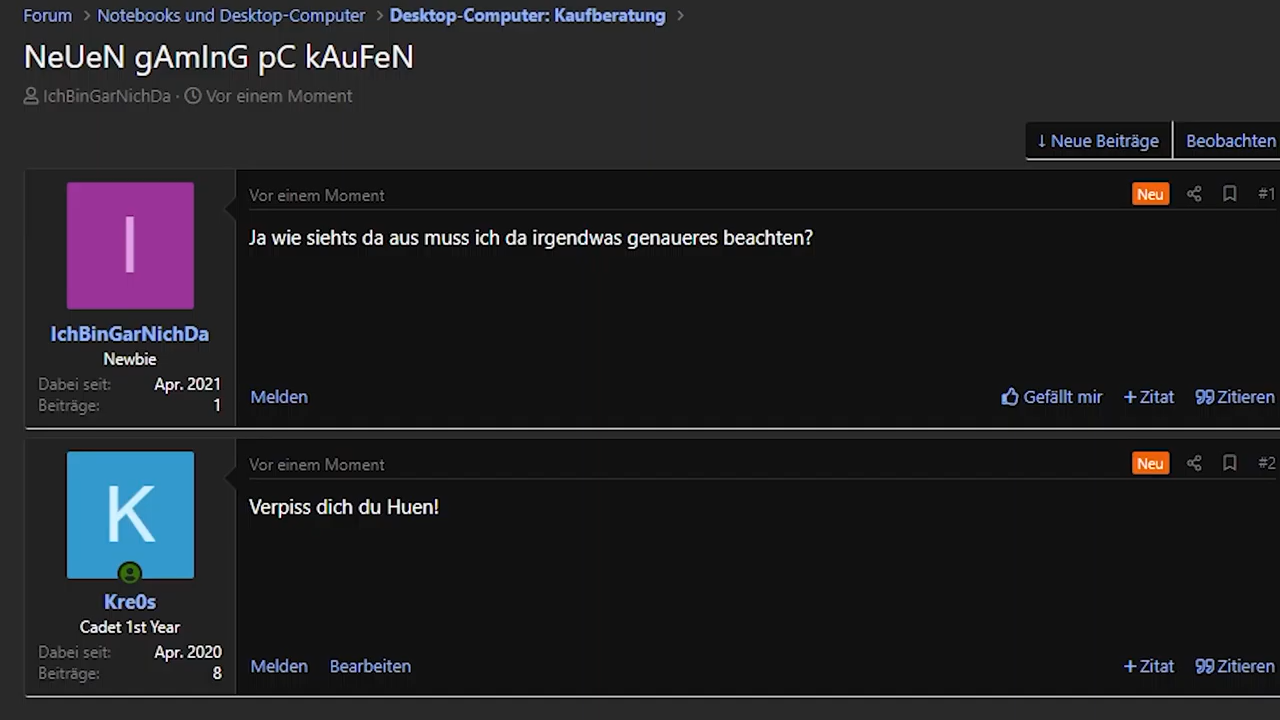 Forum > Notebooks und Desktop-Computer > Desktop-Computer: Kaufberatung >
NeUeN gAmInG pC kAuFeN
IchBinGarNichDa · Vor einem Moment
↓ Neue Beiträge Beobachten
Vor einem Moment Neu #1
I
Ja wie siehts da aus muss ich da irgendwas genaueres beachten?
IchBinGarNichDa
Newbie
Dabei seit: Apr. 2021
Beiträge: 1
Melden Gefällt mir +Zitat Zitieren
Vor einem Moment Neu #2
K
Verpiss dich du Huen!
Kre0s
Cadet 1st Year
Dabei seit: Apr. 2020
Beiträge: 8
Melden Bearbeiten +Zitat Zitieren